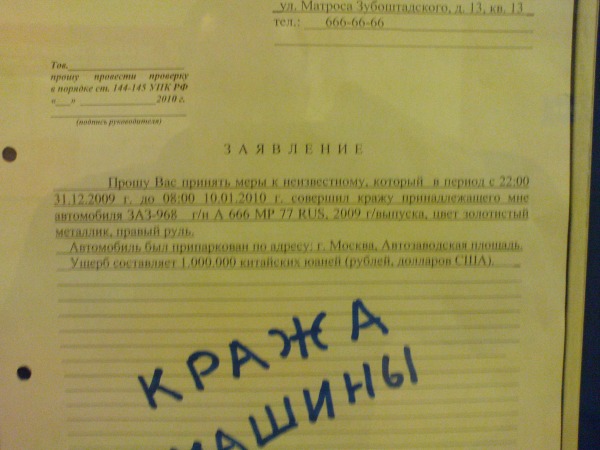 ул. Матроса Зубоштадского, д. 13, кв. 13
тел.: 666-66-66
Тов.
прошу провести проверку
в порядке ст. 144-145 УПК РФ
«___» ______________2010 г.
(подпись руководителя)
ЗАЯВЛЕНИЕ
Прошу Вас принять меры к неизвестному, который в период с 22:00
31.12.2009 г. до 08:00 10.01.2010 г. совершил кражу принадлежащего мне
автомобиля ЗАЗ-968 г/н А 666 МР 77 RUS, 2009 г/выпуска, цвет золотистый
металлик, правый руль.
Автомобиль был припаркован по адресу: г. Москва, Автозаводская площадь.
Ущерб составляет 1.000.000 китайских юаней (рублей, долларов США).
КРАЖА
МАШИНЫ